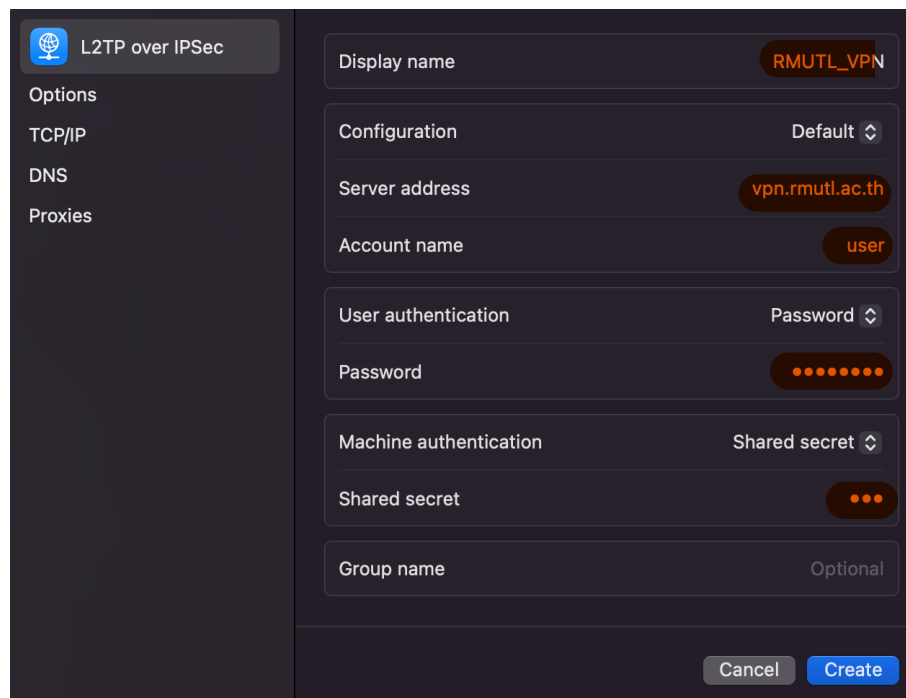 L2TP over IPSec
Options
TCP/IP
DNS
Proxies
Display name RMUTL_VPN
Configuration Default
Server address vpn.rmutl.ac.th
Account name user
User authentication Password
Password ••••••••
Machine authentication Shared secret
Shared secret •••
Group name Optional
Cancel Create